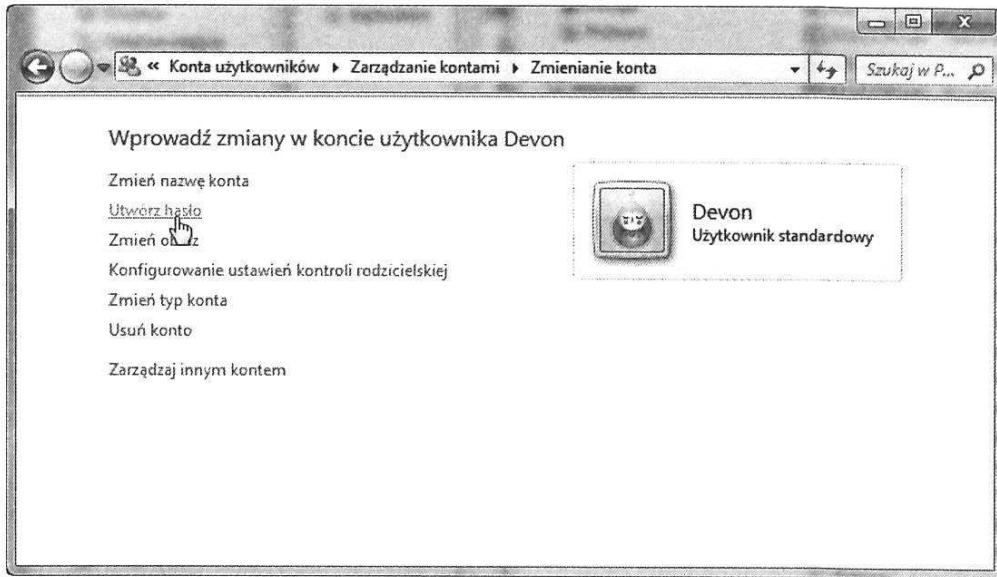 « Konta użytkowników ▸ Zarządzanie kontami ▸ Zmienianie konta
Szukaj w P...
Wprowadź zmiany w koncie użytkownika Devon
Zmień nazwę konta
Utwórz hasło
Zmień
Konfigurowanie ustawień kontroli rodzicielskiej
Zmień typ konta
Usuń konto
Zarządzaj innym kontem
Devon
Użytkownik standardowy